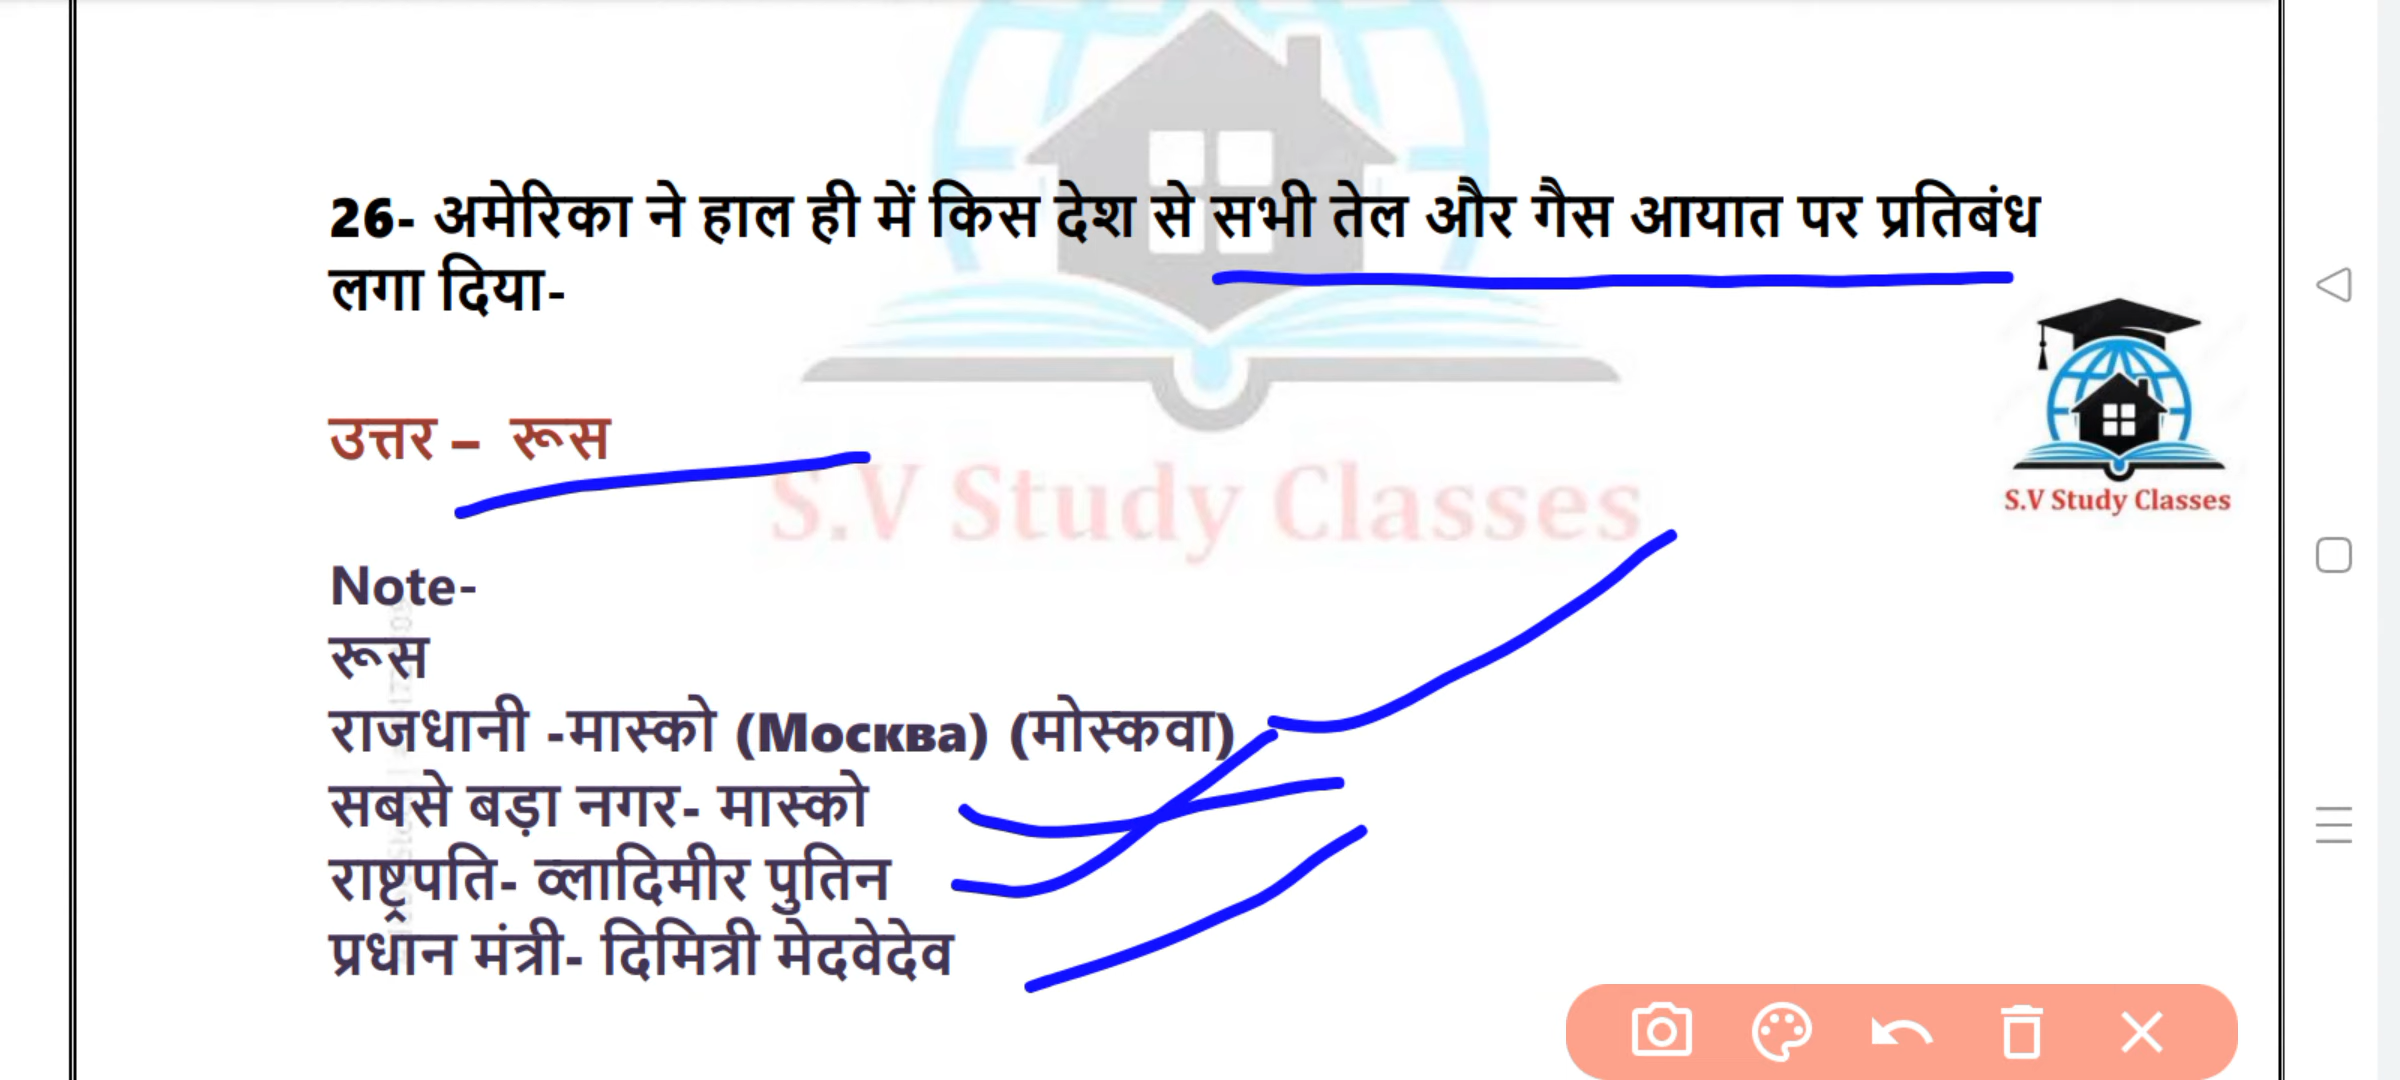 26- अमेरिका ने हाल ही में किस देश से सभी तेल और गैस आयात पर प्रतिबंध
लगा दिया-
उत्तर – रूस
S.V Study Classes
S.V Study Classes
Note-
रूस
राजधानी -मास्को (Москва) (मोस्कवा)
सबसे बड़ा नगर- मास्को
राष्ट्रपति- व्लादिमीर पुतिन
प्रधान मंत्री- दिमित्री मेदवेदेव